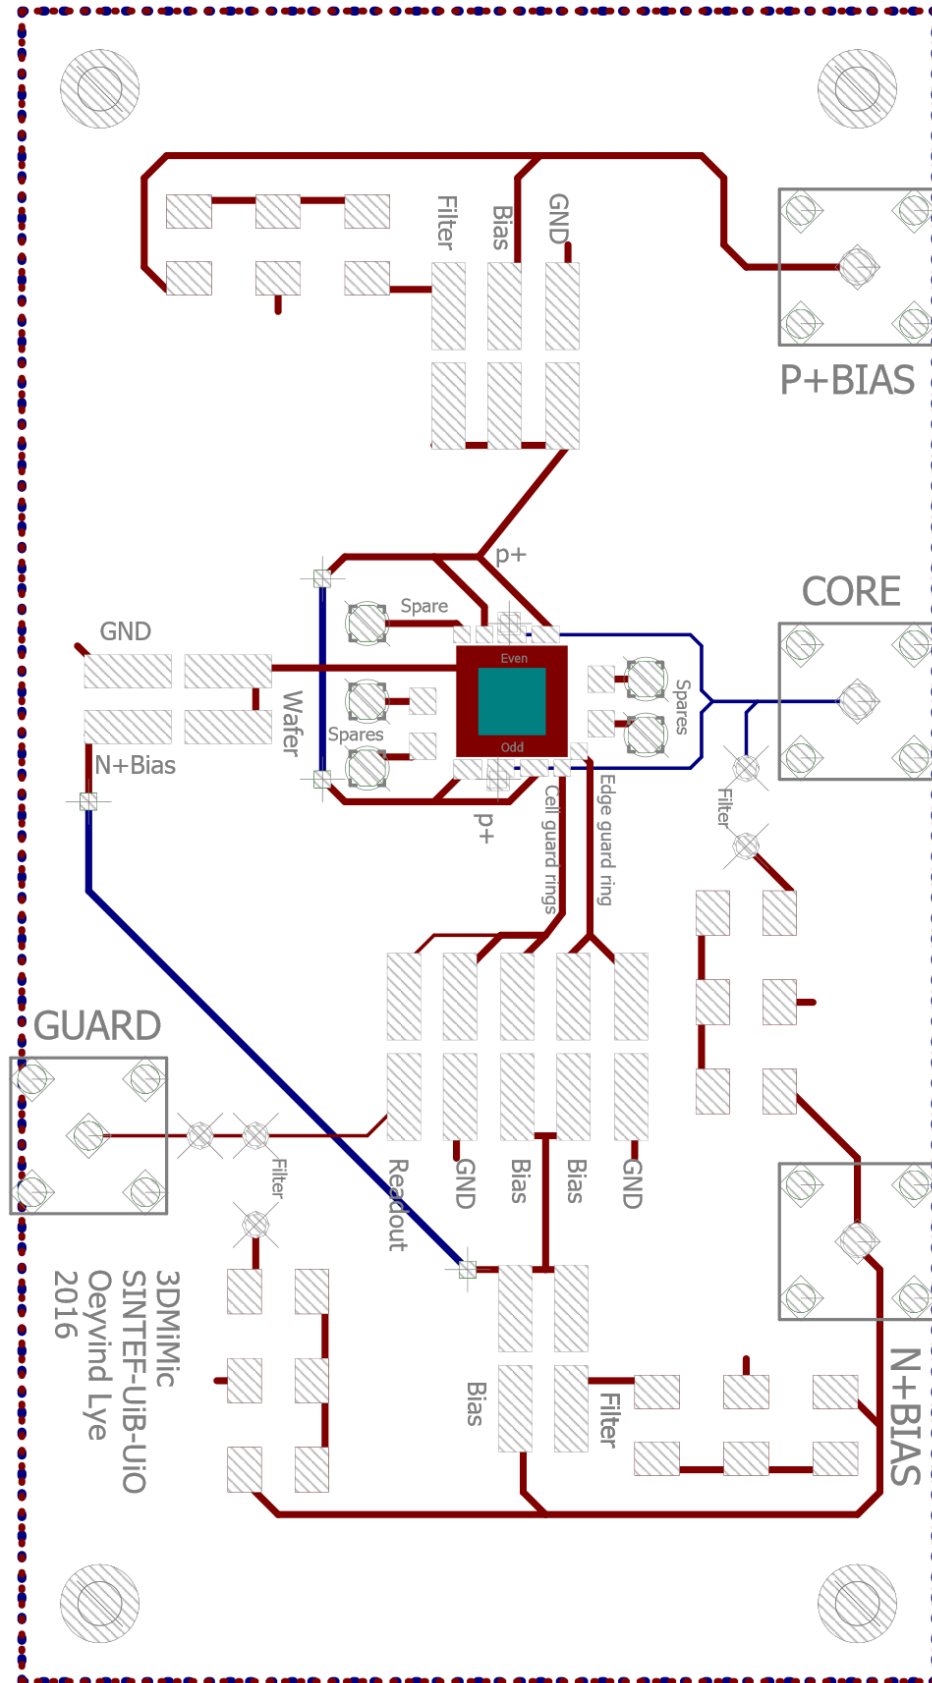 Filter
Bias
GND
P+BIAS
p+
CORE
Spare
GND
Even
Wafer
Spares
Spares
Odd
N+Bias
Filter
p+
Cell guard rings
Edge guard ring
GUARD
Readout
GND
Bias
Bias
GND
Filter
3DMiMic
SINTEF-UiB-UiO
Oeyvind Lye
2016
Bias
Filter
N+BIAS